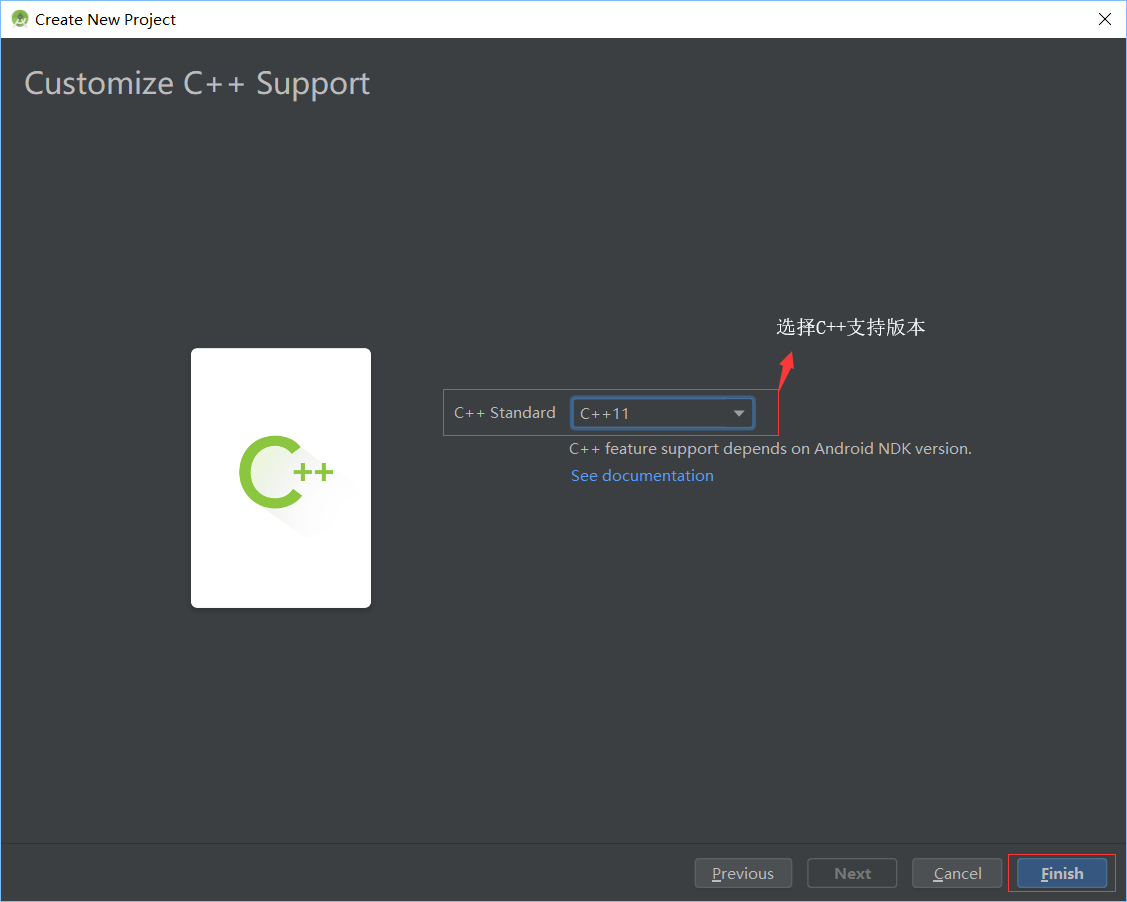 Create New Project
Customize C++ Support
选择C++支持版本
C++ Standard C++11
C++ feature support depends on Android NDK version.
See documentation
C++
Previous Next Cancel Finish